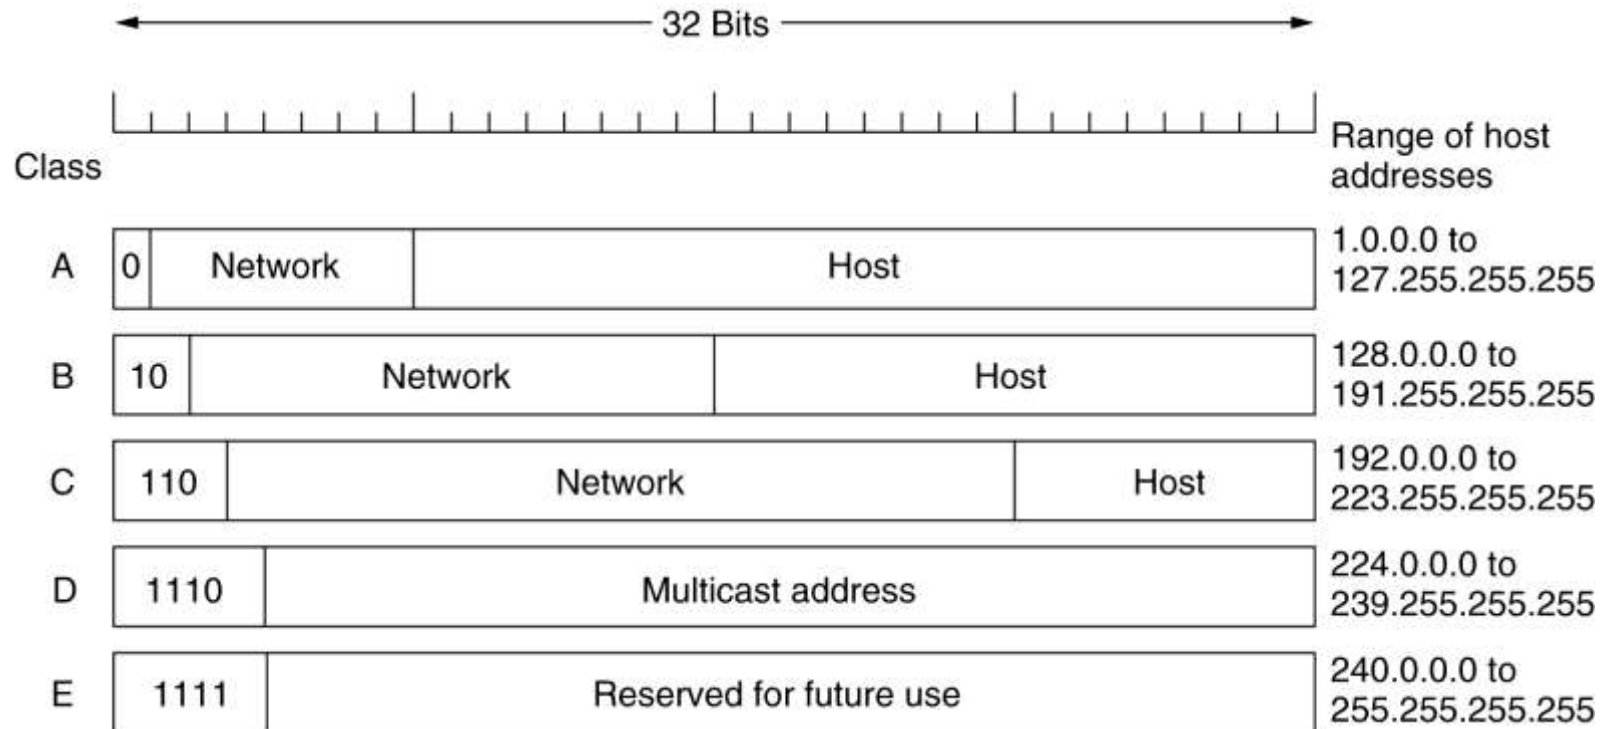 32 Bits
Class
Range of host
addresses
A
0
Network
Host
1.0.0.0 to
127.255.255.255
B
10
Network
Host
128.0.0.0 to
191.255.255.255
C
110
Network
Host
192.0.0.0 to
223.255.255.255
D
1110
Multicast address
224.0.0.0 to
239.255.255.255
E
1111
Reserved for future use
240.0.0.0 to
255.255.255.255